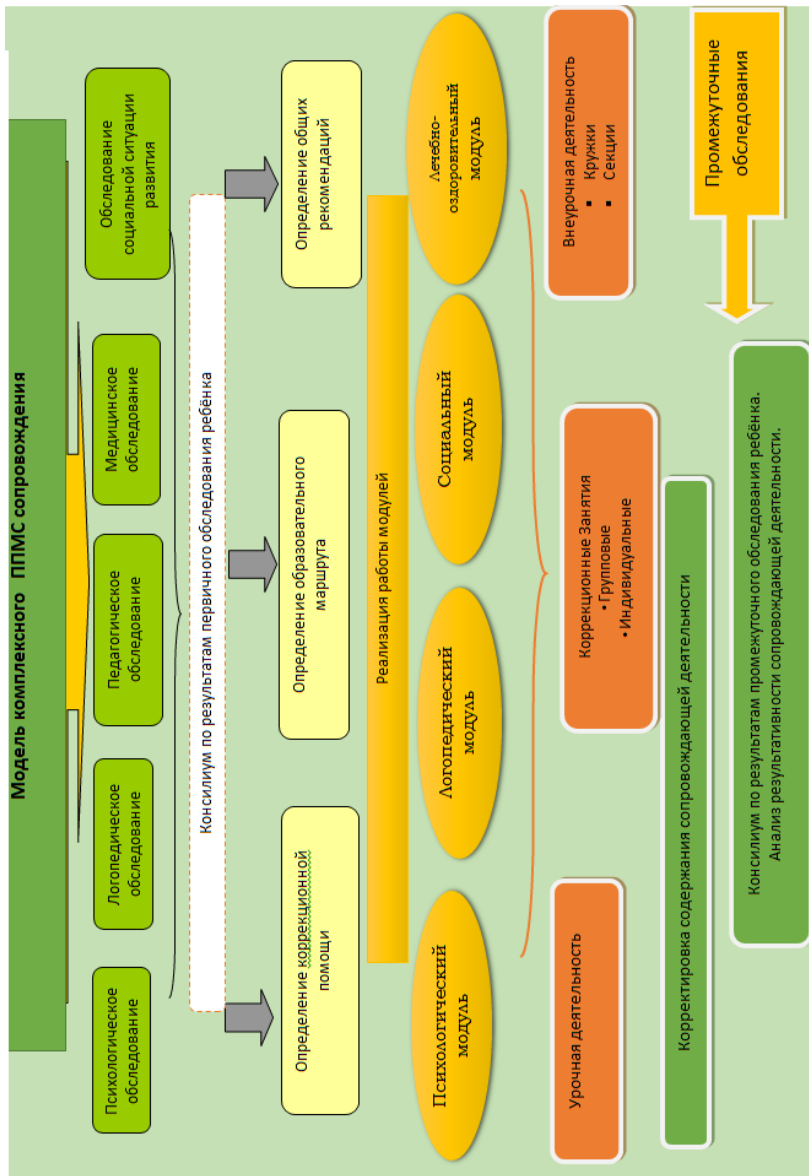 Модель комплексного ППМС сопровождения
Психологическое
обследование
Логопедическое
обследование
Педагогическое
обследование
Медицинское
обследование
Обследование
социальной ситуации
развития
Консилиум по результатам первичного обследования ребёнка
Определение коррекционной
помощи
Определение образовательного
маршрута
Определение общих
рекомендаций
Реализация работы модулей
Психологический
модуль
Логопедический
модуль
Социальный
модуль
Лечебно-
оздоровительный
модуль
Урочная деятельность
Коррекционные Занятия
• Групповые
• Индивидуальные
Внеурочная деятельность
▪ Кружки
▪ Секции
Корректировка содержания сопровождающей деятельности
Промежуточные
обследования
Консилиум по результатам промежуточного обследования ребёнка.
Анализ результативности сопровождающей деятельности.